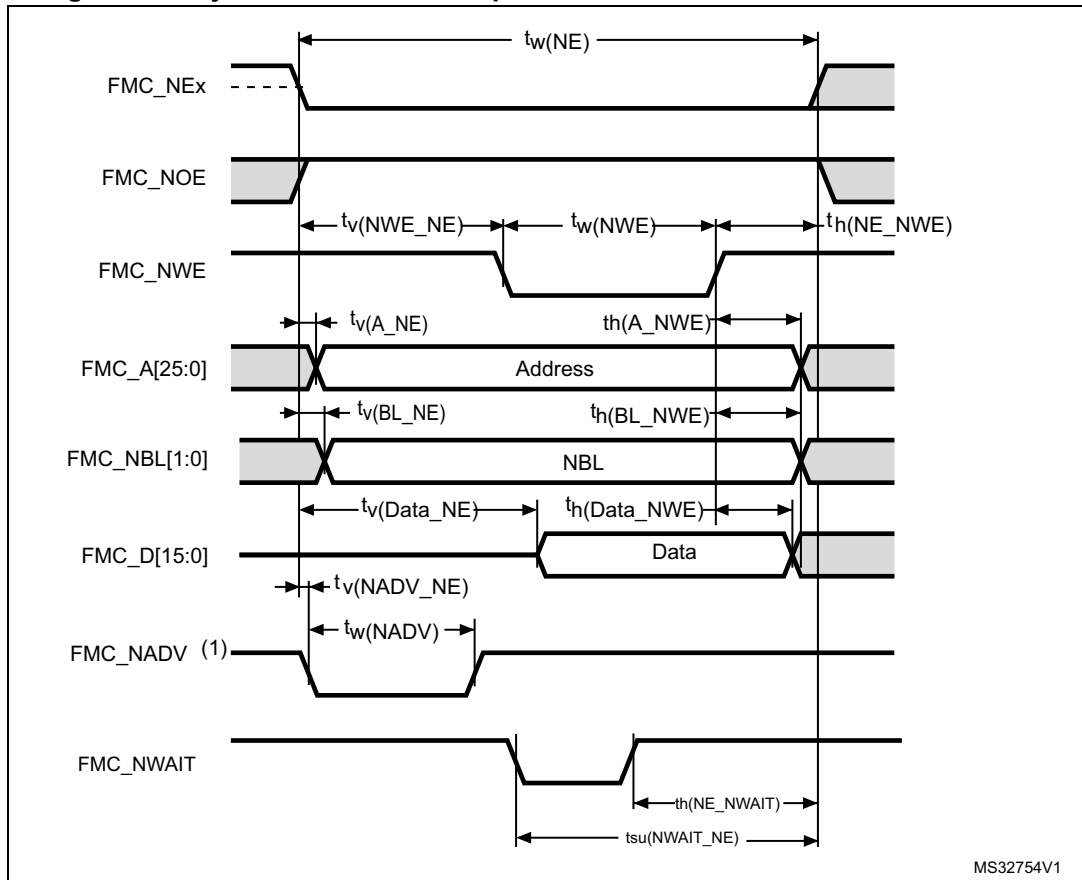 tw(NE)
FMC_NEx
FMC_NOE
tv(NWE_NE)
tw(NWE)
th(NE_NWE)
FMC_NWE
tv(A_NE)
th(A_NWE)
FMC_A[25:0]
Address
tv(BL_NE)
th(BL_NWE)
FMC_NBL[1:0]
NBL
tv(Data_NE)
th(Data_NWE)
FMC_D[15:0]
Data
tv(NADV_NE)
tw(NADV)
FMC_NADV (1)
FMC_NWAIT
th(NE_NWAIT)
tsu(NWAIT_NE)
MS32754V1